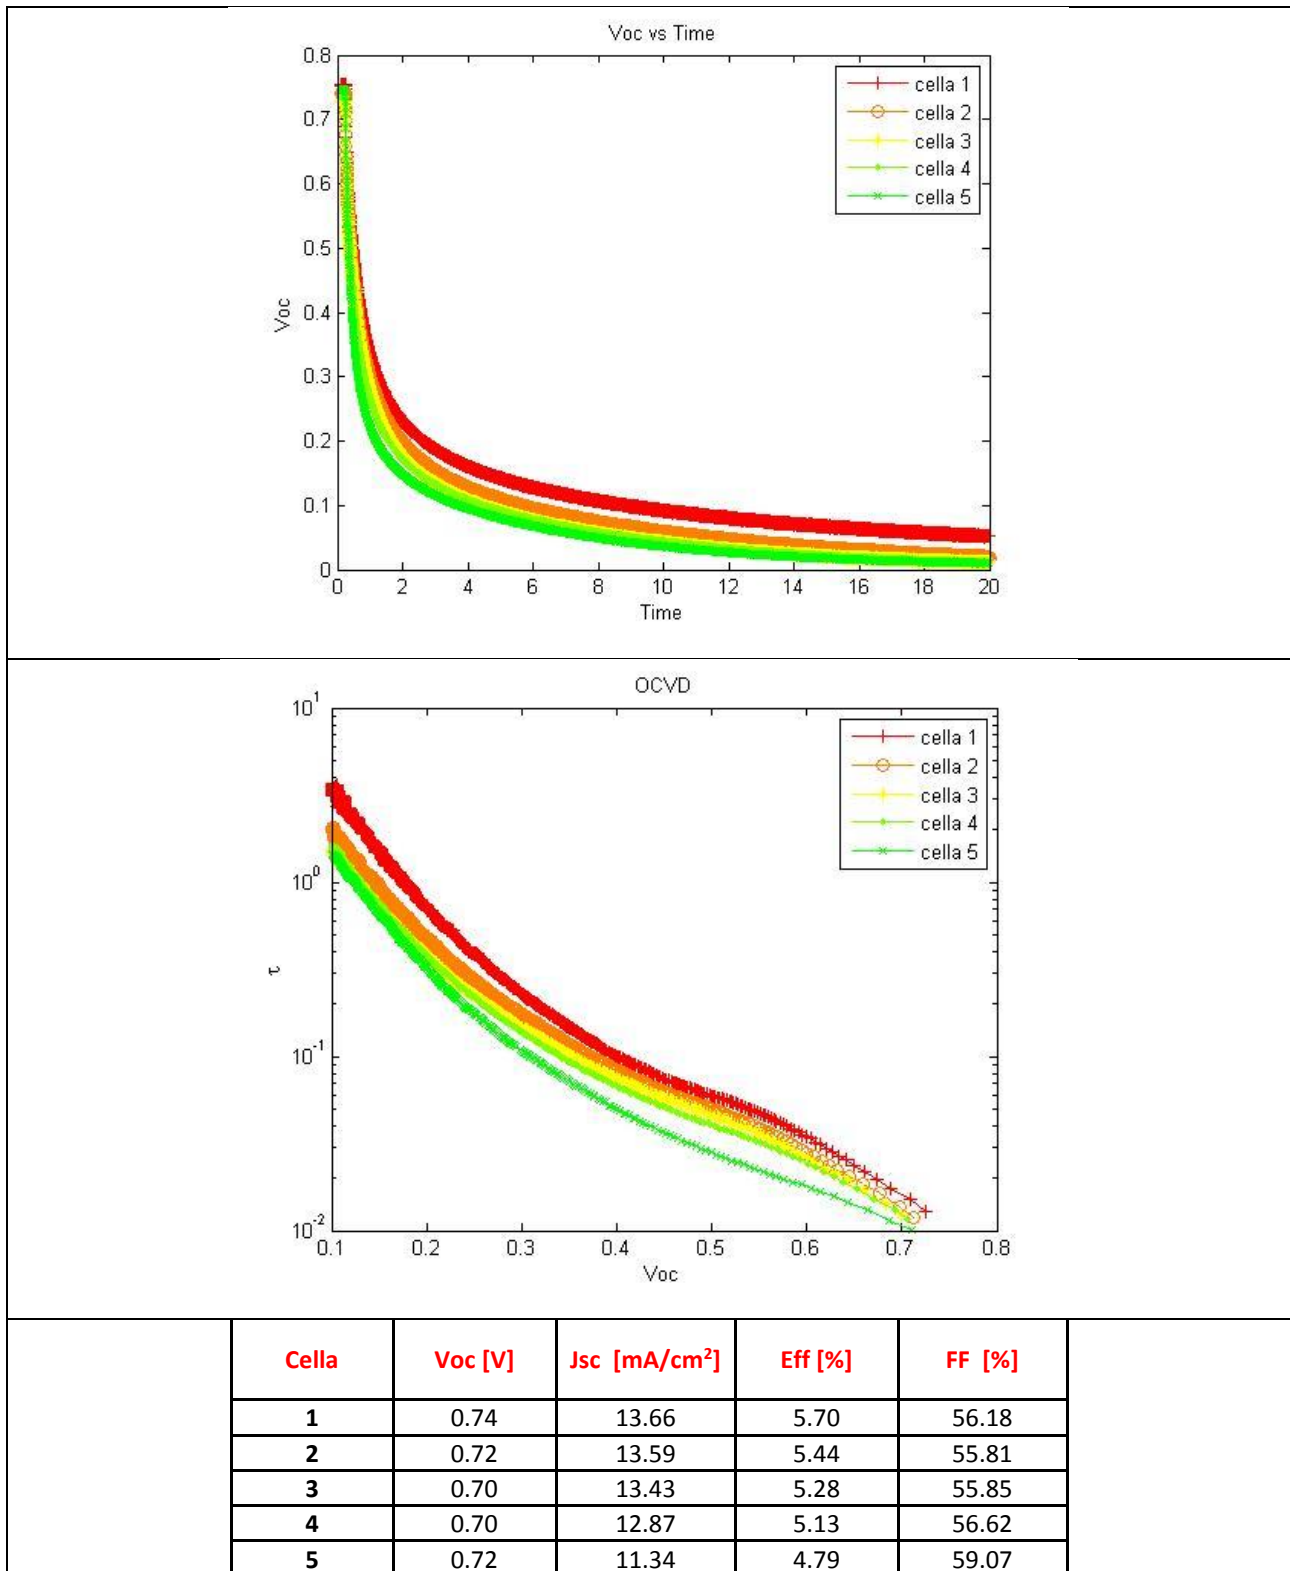 Voc vs Time
0.8
0.7
0.6
0.5
0.4
0.3
0.2
0.1
0
Voc
cella 1
cella 2
cella 3
cella 4
cella 5
0 2 4 6 8 10 12 14 16 18 20
Time
OCVD
10^1
10^0
10^-1
10^-2
τ
cella 1
cella 2
cella 3
cella 4
cella 5
0.1 0.2 0.3 0.4 0.5 0.6 0.7 0.8
Voc
Cella Voc [V] Jsc [mA/cm²] Eff [%] FF [%]
1 0.74 13.66 5.70 56.18
2 0.72 13.59 5.44 55.81
3 0.70 13.43 5.28 55.85
4 0.70 12.87 5.13 56.62
5 0.72 11.34 4.79 59.07